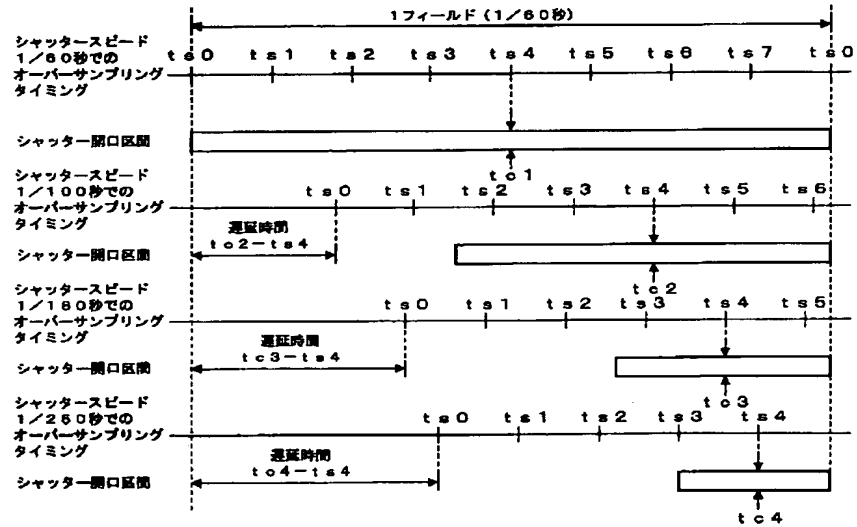 1フィールド(1/60秒)
シャッタースピード
1/60秒での
オーバーサンプリング
タイミング
ts0 ts1 ts2 ts3 ts4 ts5 ts6 ts7 ts0
シャッター開口区間
tc1
シャッタースピード
1/100秒での
オーバーサンプリング
タイミング
ts0 ts1 ts2 ts3 ts4 ts5 ts6
遅延時間
tc2-ts4
シャッター開口区間
tc2
シャッタースピード
1/180秒での
オーバーサンプリング
タイミング
ts0 ts1 ts2 ts3 ts4 ts5
遅延時間
tc3-ts4
シャッター開口区間
tc3
シャッタースピード
1/250秒での
オーバーサンプリング
タイミング
ts0 ts1 ts2 ts3 ts4
遅延時間
tc4-ts4
シャッター開口区間
tc4